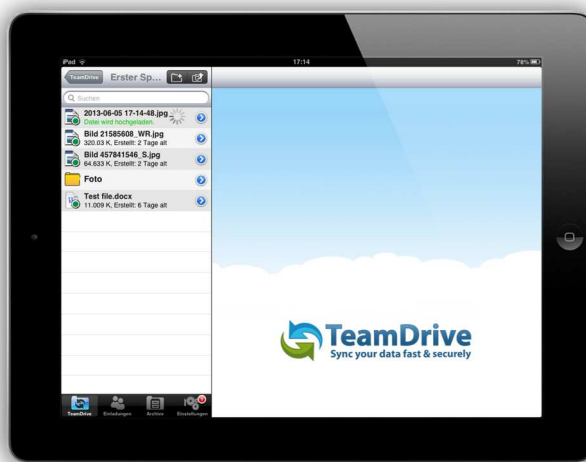 iPad
17:14
78%
TeamDrive
Erster Sp...
Suchen
2013-06-05 17-14-48.jpg
Datei wird hochgeladen.
Bild 21585608_WR.jpg
320.03 K, Erstellt: 2 Tage alt
Bild 457841546_S.jpg
64.633 K, Erstellt: 2 Tage alt
Foto
Test file.docx
11.009 K, Erstellt: 6 Tage alt
TeamDrive
Sync your data fast & securely
TeamDrive
Einladungen
Archive
Einstellungen